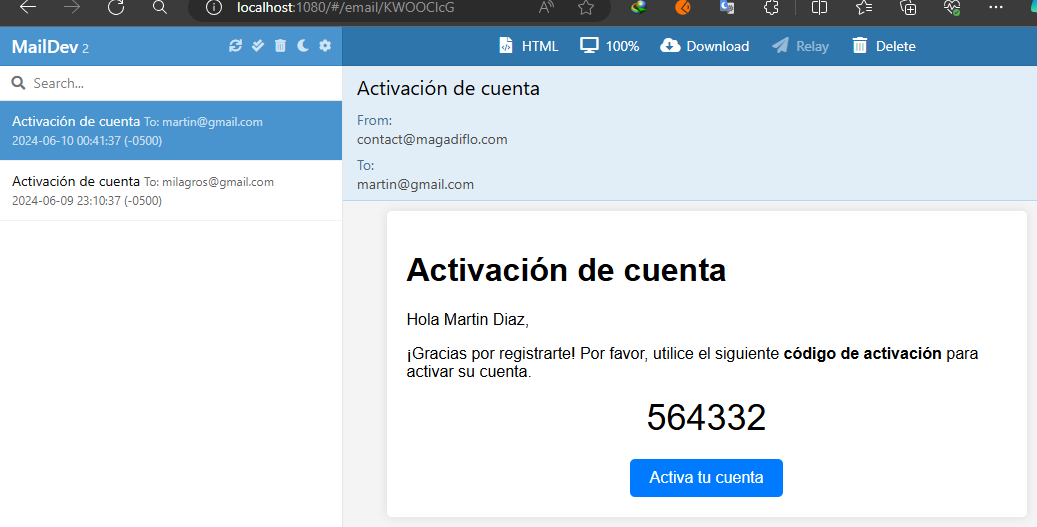 localhost:1080/#/email/KWOOCIcG
MailDev 2
HTML 100% Download Relay Delete
Search...
Activación de cuenta To: martin@gmail.com
2024-06-10 00:41:37 (-0500)
Activación de cuenta To: milagros@gmail.com
2024-06-09 23:10:37 (-0500)
Activación de cuenta
From:
contact@magadiflo.com
To:
martin@gmail.com
Activación de cuenta
Hola Martin Diaz,
¡Gracias por registrarte! Por favor, utilice el siguiente código de activación para
activar su cuenta.
564332
Activa tu cuenta